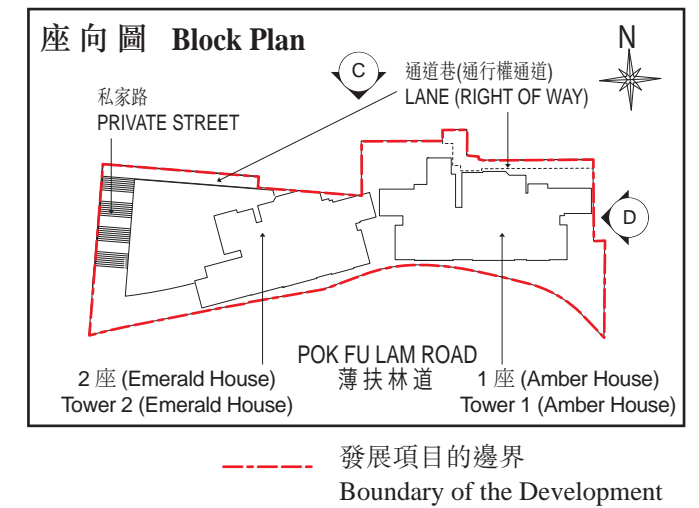 座向圖 Block Plan
N
C
通道巷(通行權通道)
LANE (RIGHT OF WAY)
私家路
PRIVATE STREET
D
POK FU LAM ROAD
薄扶林道
2 座 (Emerald House)
Tower 2 (Emerald House)
1 座 (Amber House)
Tower 1 (Amber House)
發展項目的邊界
Boundary of the Development